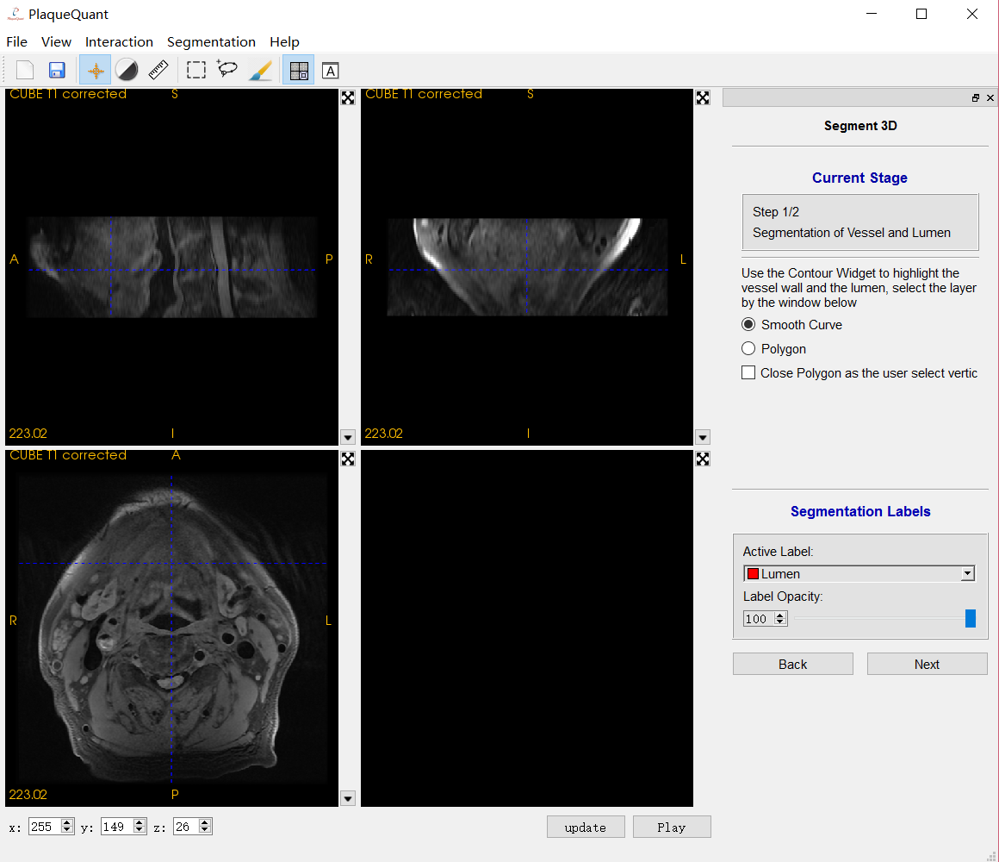 PlaqueQuant
File View Interaction Segmentation Help
A
CUBE T1 corrected S
A P
223.02 I
CUBE T1 corrected S
R L
223.02 I
CUBE T1 corrected A
R L
223.02 P
x: 255 y: 149 z: 26
update Play
Segment 3D
Current Stage
Step 1/2
Segmentation of Vessel and Lumen
Use the Contour Widget to highlight the
vessel wall and the lumen, select the layer
by the window below
Smooth Curve
Polygon
Close Polygon as the user select vertic
Segmentation Labels
Active Label:
Lumen
Label Opacity:
100
Back Next